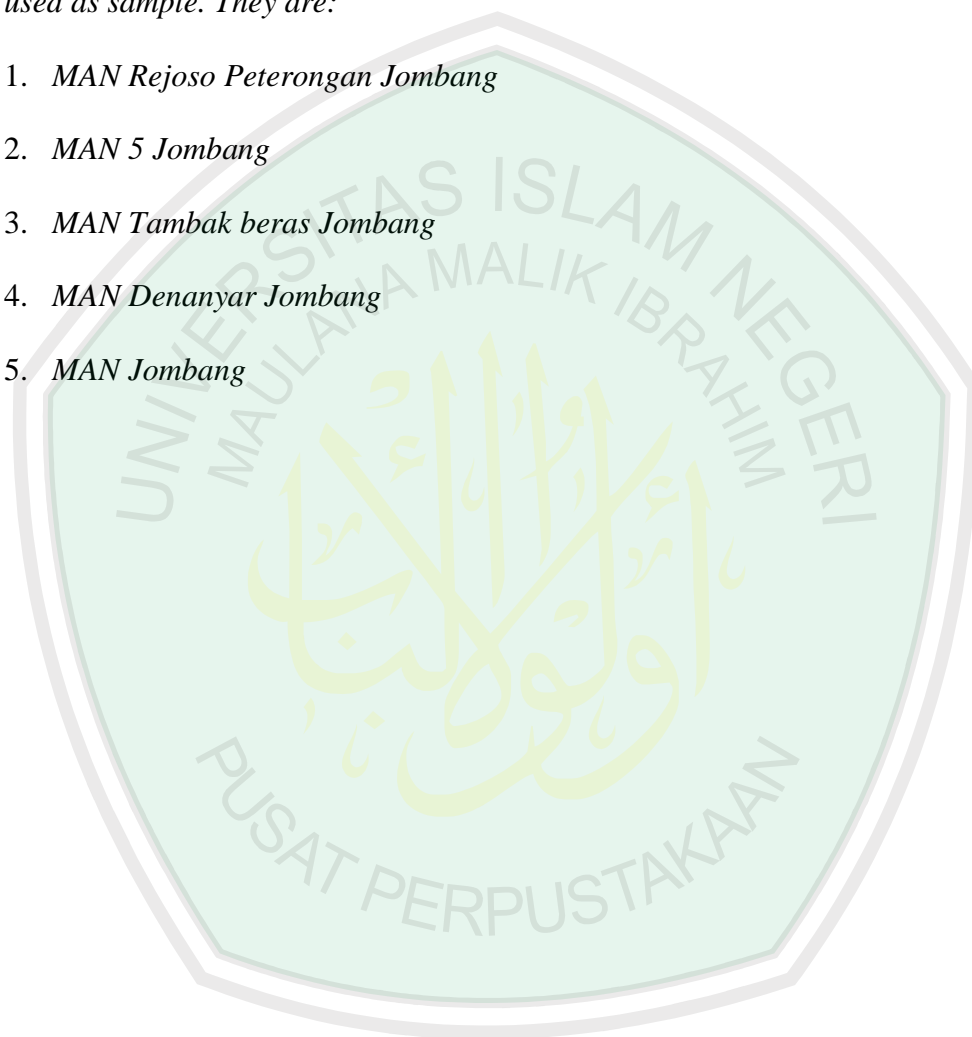 used as sample. They are:
1. MAN Rejoso Peterongan Jombang
2. MAN 5 Jombang
3. MAN Tambak beras Jombang
4. MAN Denanyar Jombang
5. MAN Jombang
UNIVERSITAS ISLAM NEGERI
MAULANA MALIK IBRAHIM
PUSAT PERPUSTAKAAN